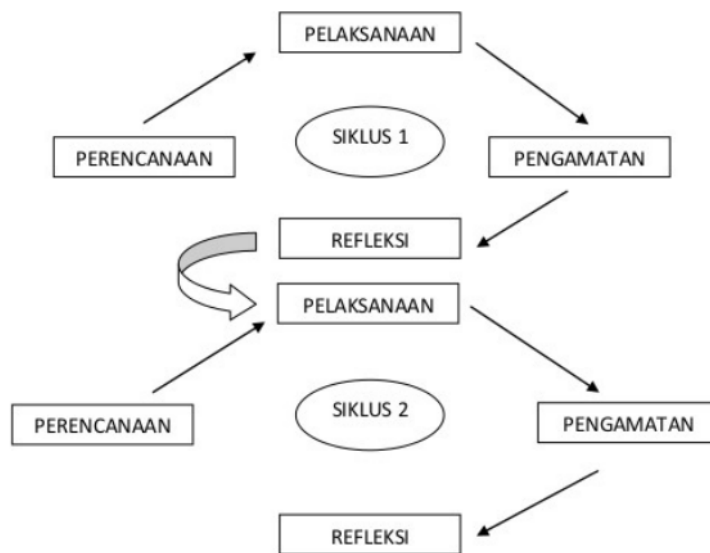 PELAKSANAAN
PERENCANAAN
SIKLUS 1
PENGAMATAN
REFLEKSI
PELAKSANAAN
PERENCANAAN
SIKLUS 2
PENGAMATAN
REFLEKSI